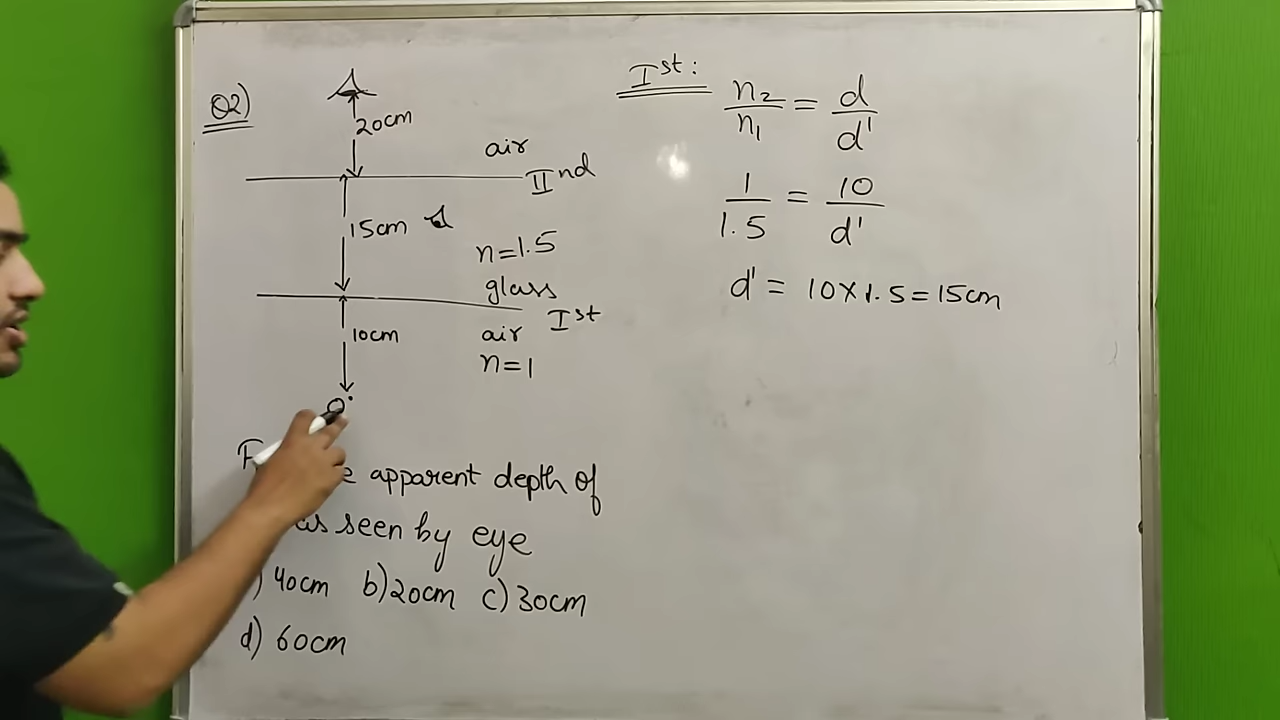 Q2)
20cm
air
IInd
15cm
n=1.5
glass
Ist
10cm
air
n=1
O
apparent depth of
as seen by eye
) 40cm b) 20cm c) 30cm
d) 60cm
Ist:
n2/n1 = d/d'
1/1.5 = 10/d'
d' = 10×1.5=15cm